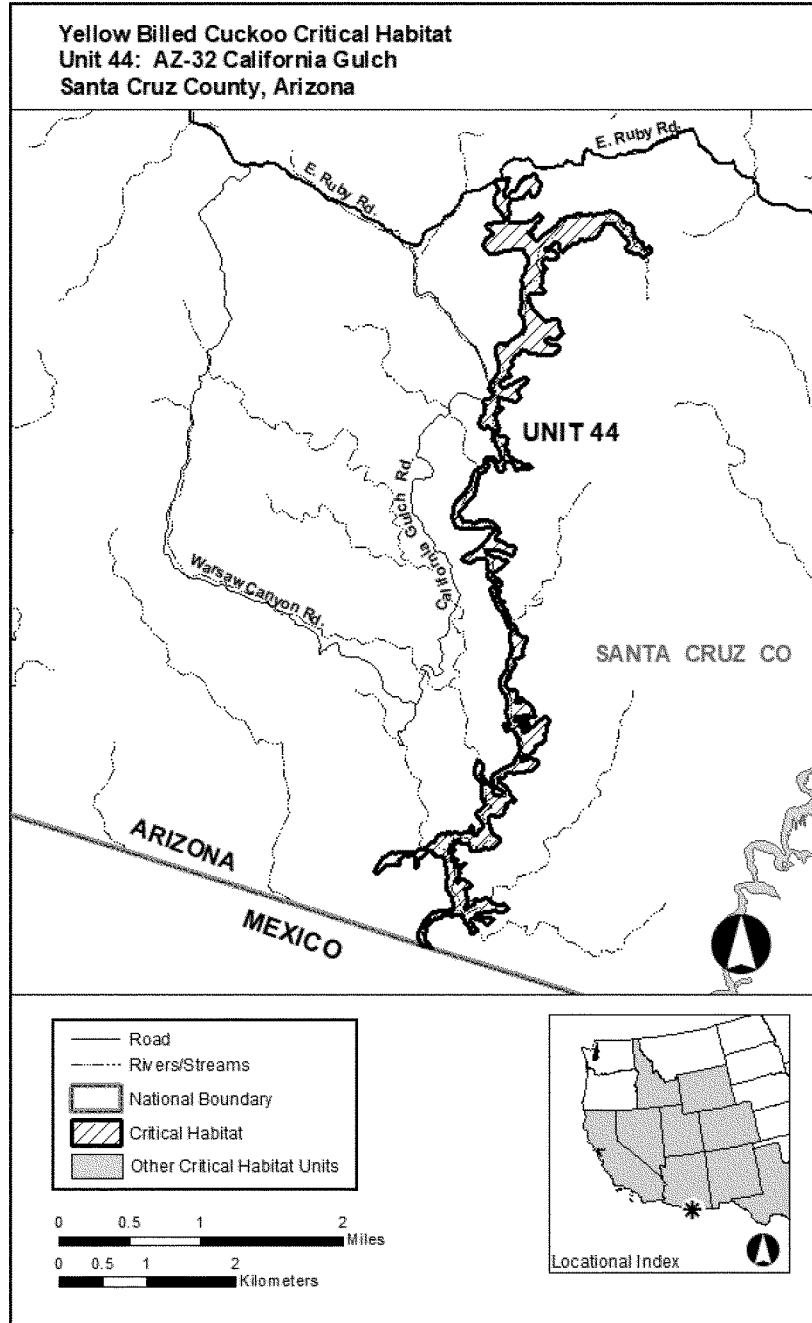 Yellow Billed Cuckoo Critical Habitat
Unit 44: AZ-32 California Gulch
Santa Cruz County, Arizona
E. Ruby Rd.
E. Ruby Rd.
UNIT 44
California Gulch Rd
Warsaw Canyon Rd.
SANTA CRUZ CO
ARIZONA
MEXICO
Road
Rivers/Streams
National Boundary
Critical Habitat
Other Critical Habitat Units
0 0.5 1 2
Miles
0 0.5 1 2
Kilometers
Locational Index